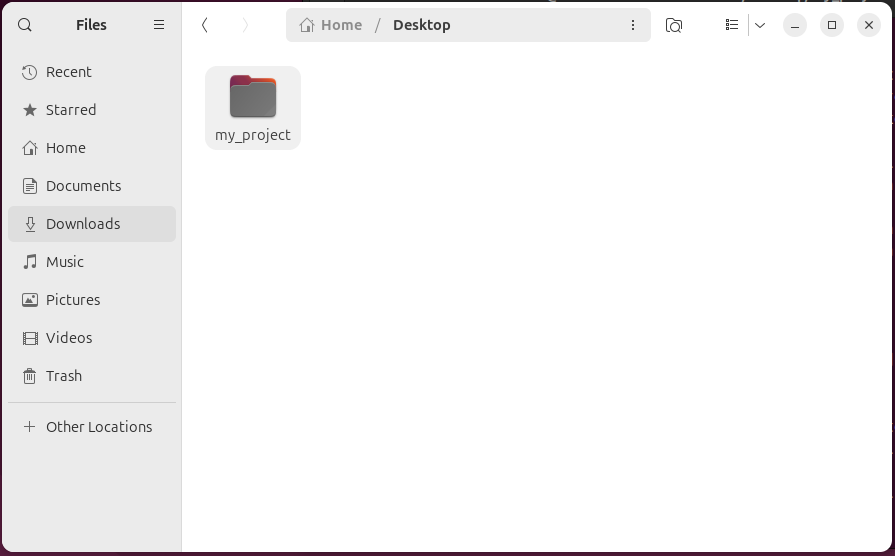 Files
Home / Desktop
Recent
Starred
Home
Documents
Downloads
Music
Pictures
Videos
Trash
Other Locations
my_project